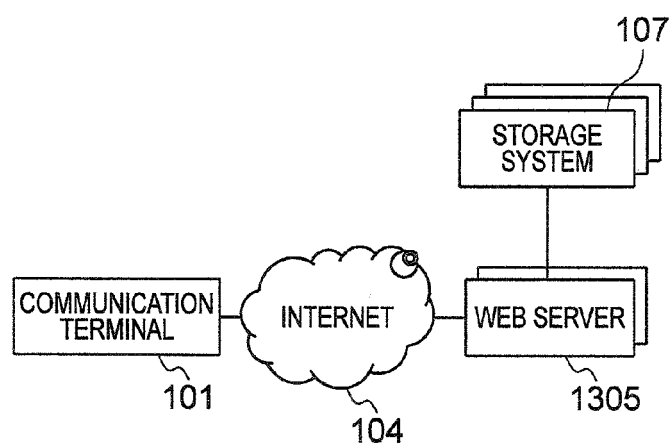 107
STORAGE
SYSTEM
COMMUNICATION
TERMINAL
INTERNET
WEB SERVER
101
104
1305